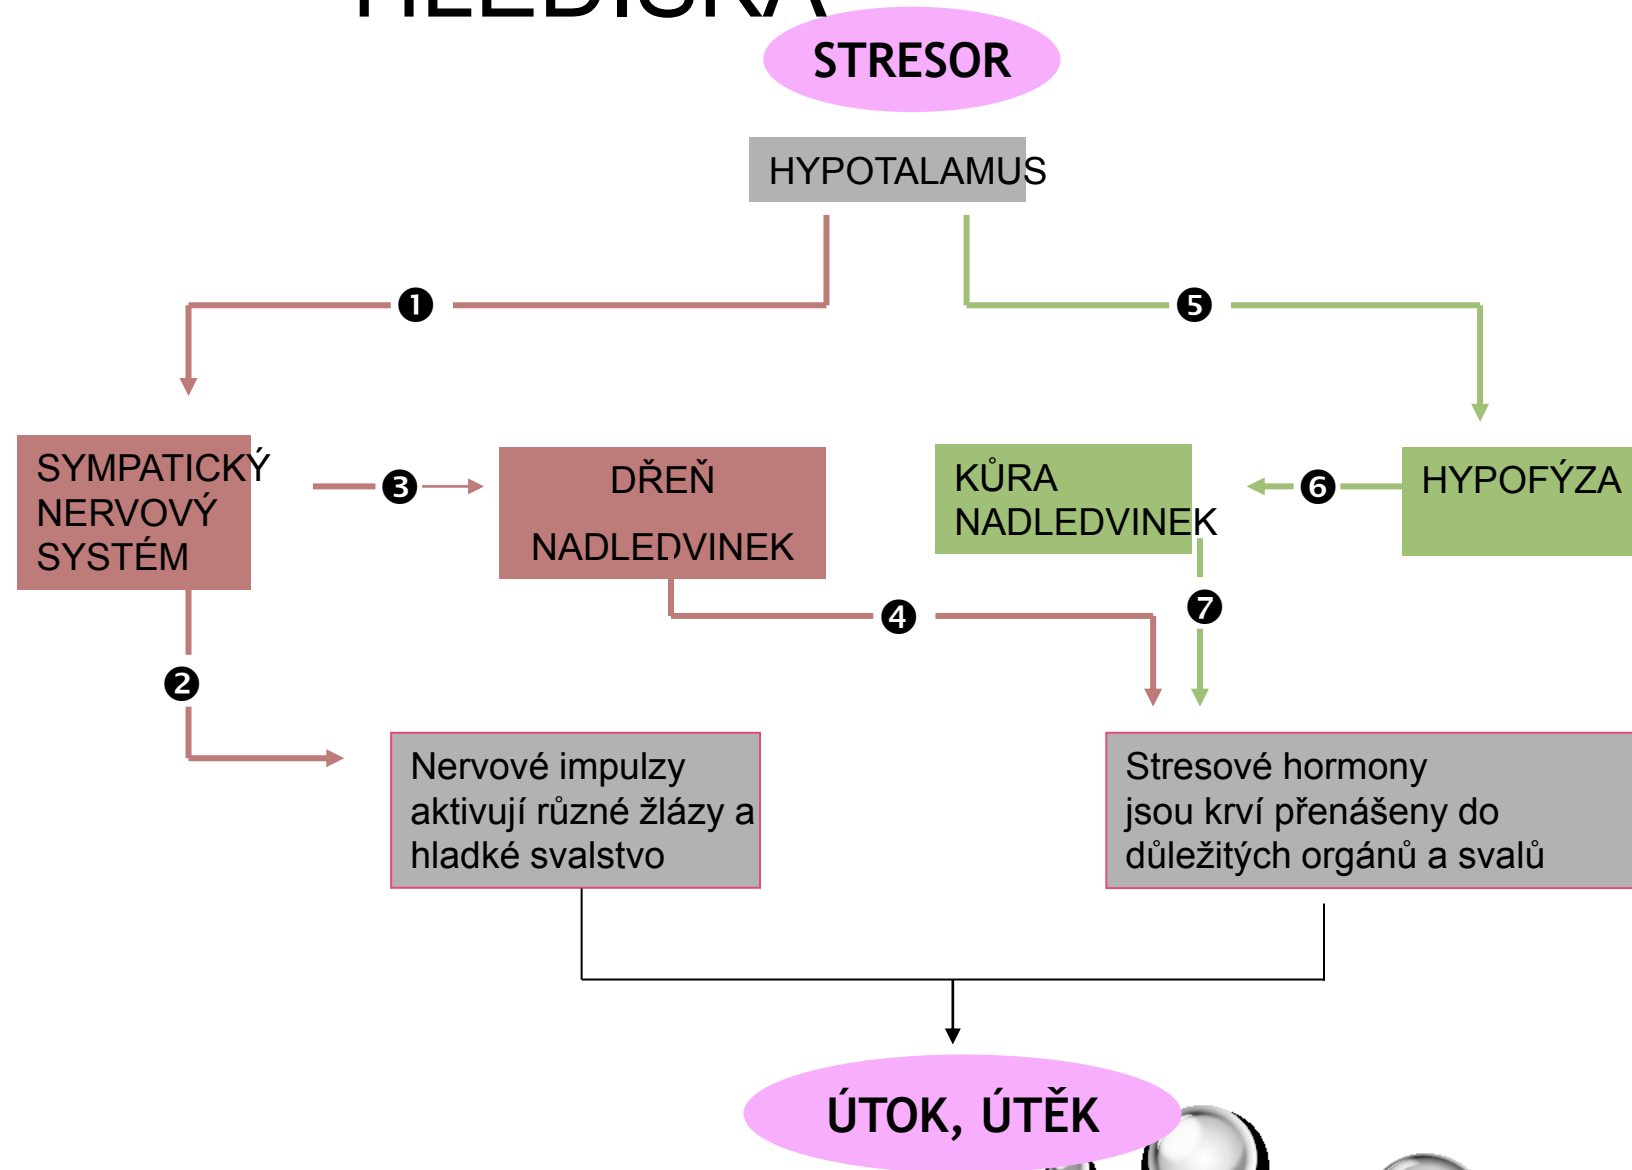 HLEDISKA
STRESOR
HYPOTALAMUS
❶
❺
SYMPATICKÝ
NERVOVÝ
SYSTÉM
❸
DŘEŇ
NADLEDVINEK
KŮRA
NADLEDVINEK
❻
HYPOFÝZA
❹
❼
❷
Nervové impulzy
aktivují různé žlázy a
hladké svalstvo
Stresové hormony
jsou krví přenášeny do
důležitých orgánů a svalů
ÚTOK, ÚTĚK